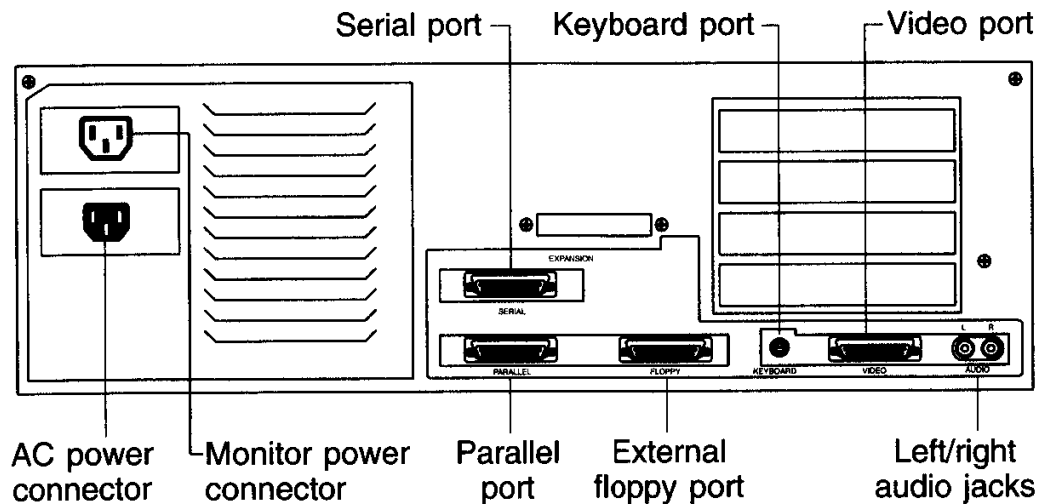 Serial port
Keyboard port
Video port
EXPANSION
SERIAL
L R
PARALLEL
FLOPPY
KEYBOARD
VIDEO
AUDIO
AC power
connector
Monitor power
connector
Parallel
port
External
floppy port
Left/right
audio jacks